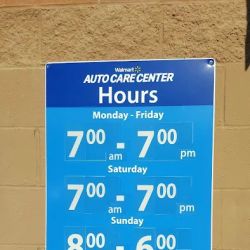 Walmart
AUTO CARE CENTER
Hours
Monday - Friday
7:00 am - 7:00 pm
Saturday
7:00 am - 7:00 pm
Sunday
8:00 - 6:00